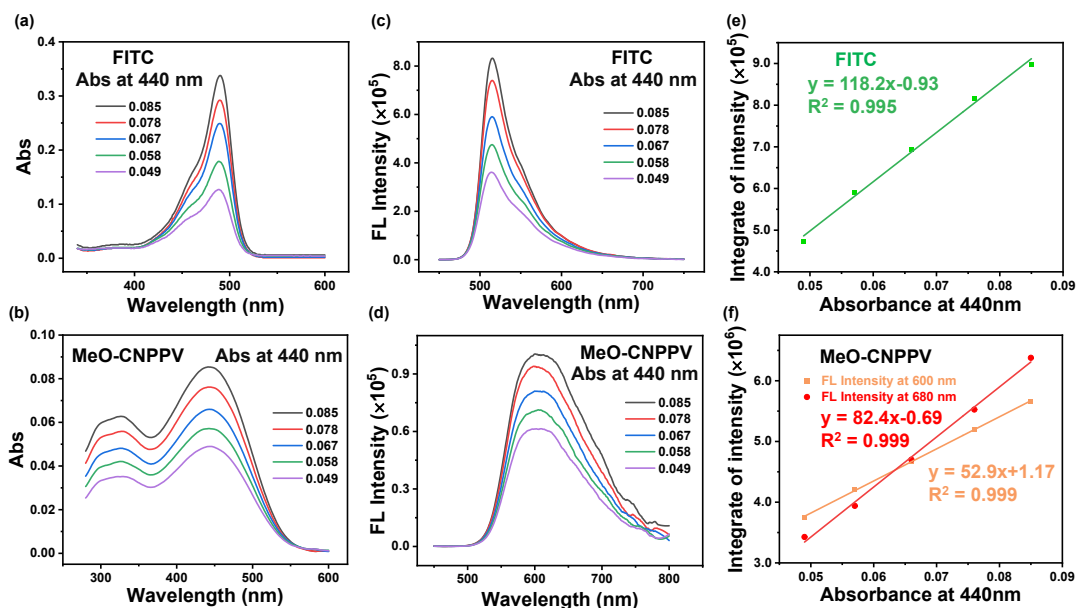 (a)
FITC
Abs at 440 nm
0.085
0.078
0.067
0.058
0.049
0.4
0.3
0.2
0.1
0.0
Abs
400
500
600
Wavelength (nm)
(c)
FITC
Abs at 440 nm
0.085
0.078
0.067
0.058
0.049
8.0
6.0
4.0
2.0
0.0
FL Intensity (×10⁵)
500
600
700
Wavelength (nm)
(e)
FITC
y = 118.2x-0.93
R² = 0.995
9.0
8.0
7.0
6.0
5.0
4.0
Integrate of intensity (×10⁵)
0.05
0.06
0.07
0.08
0.09
Absorbance at 440nm
(b)
MeO-CNPPV
Abs at 440 nm
0.085
0.078
0.067
0.058
0.049
0.10
0.08
0.06
0.04
0.02
0.00
Abs
300
400
500
600
Wavelength (nm)
(d)
MeO-CNPPV
Abs at 440 nm
0.085
0.078
0.067
0.058
0.049
1.2
0.9
0.6
0.3
0.0
FL Intensity (×10⁵)
500
600
700
800
Wavelength (nm)
(f)
MeO-CNPPV
FL Intensity at 600 nm
FL Intensity at 680 nm
y = 82.4x-0.69
R² = 0.999
y = 52.9x+1.17
R² = 0.999
6.0
5.0
4.0
3.0
Integrate of intensity (×10⁶)
0.05
0.06
0.07
0.08
0.09
Absorbance at 440nm